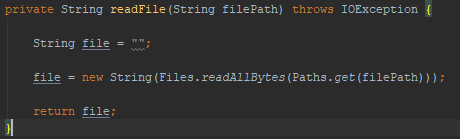 private String readFile(String filePath) throws IOException {
String file = "";
file = new String(Files.readAllBytes(Paths.get(filePath)));
return file;
}